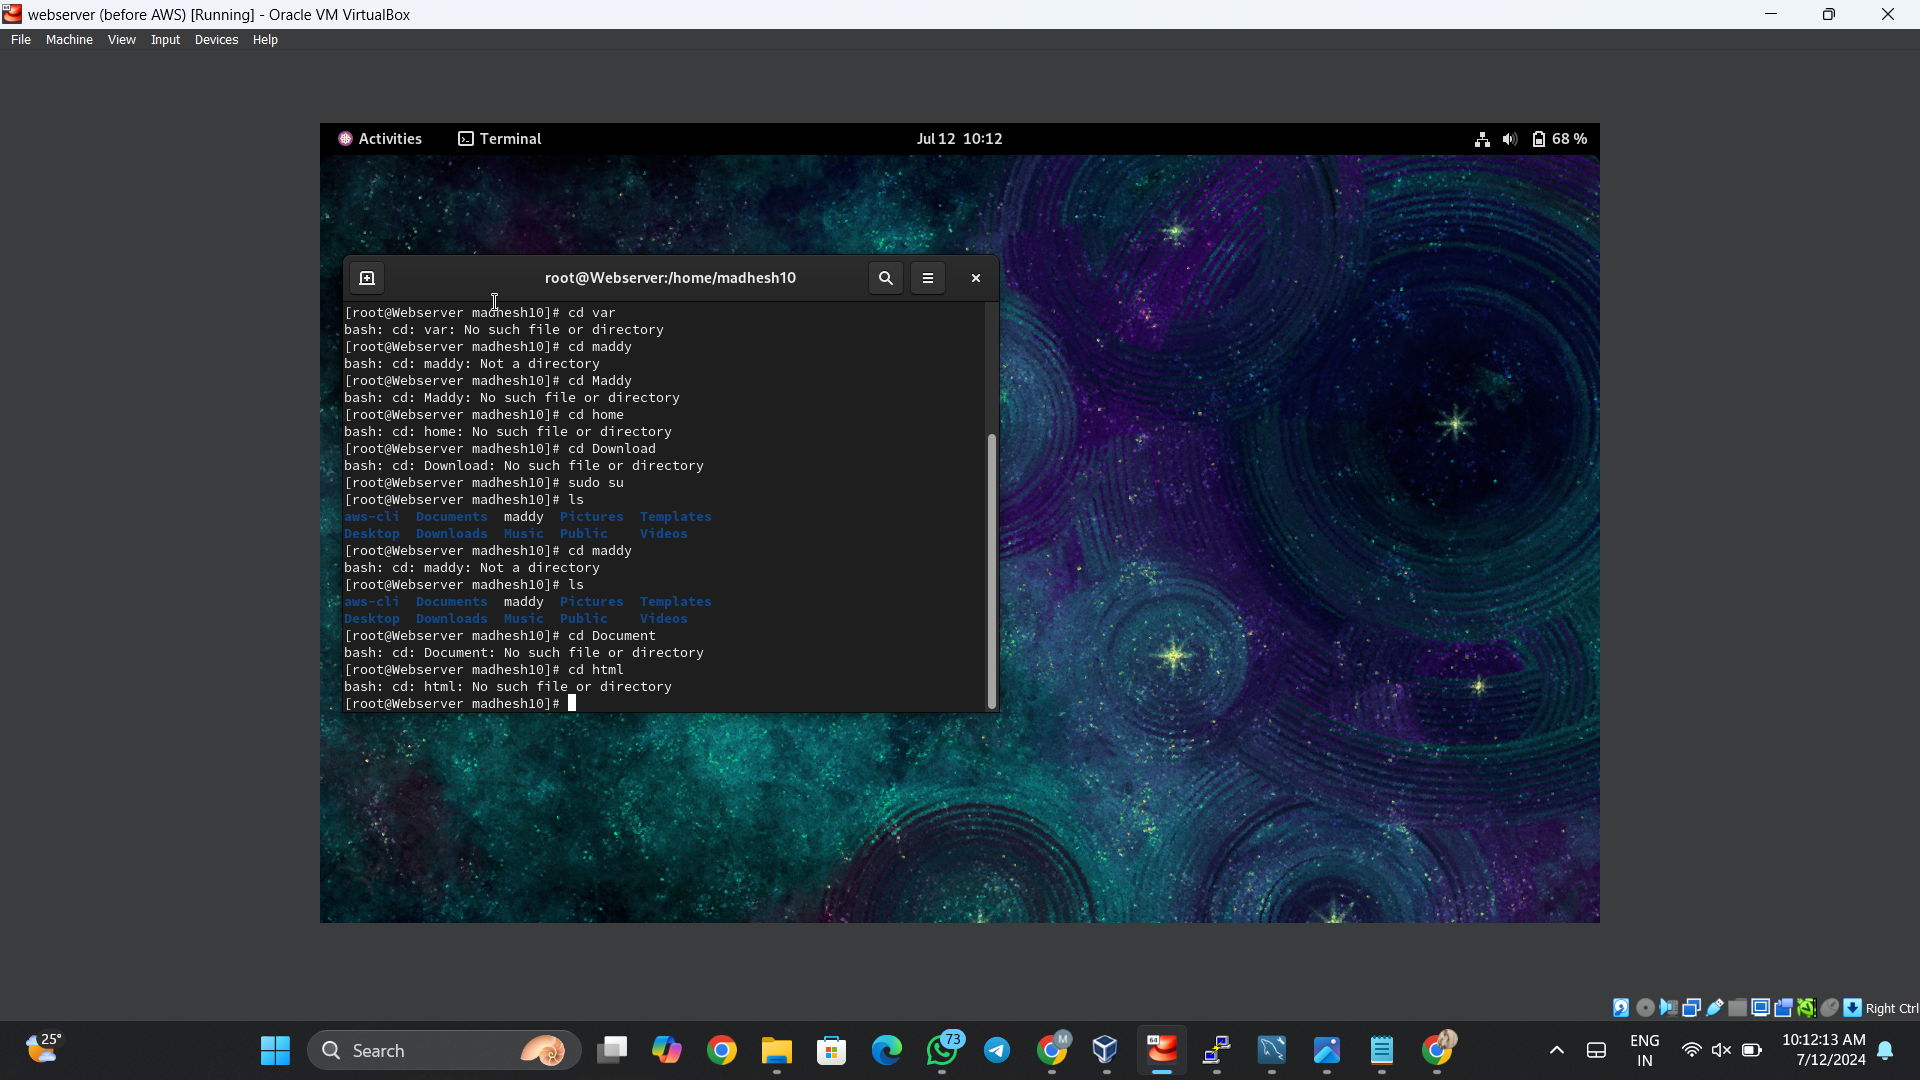 webserver (before AWS) [Running] - Oracle VM VirtualBox
File Machine View Input Devices Help
Activities Terminal Jul 12 10:12 68 %
root@Webserver:/home/madhesh10
[root@Webserver madhesh10]# cd var
bash: cd: var: No such file or directory
[root@Webserver madhesh10]# cd maddy
bash: cd: maddy: Not a directory
[root@Webserver madhesh10]# cd Maddy
bash: cd: Maddy: No such file or directory
[root@Webserver madhesh10]# cd home
bash: cd: home: No such file or directory
[root@Webserver madhesh10]# cd Download
bash: cd: Download: No such file or directory
[root@Webserver madhesh10]# sudo su
[root@Webserver madhesh10]# ls
aws-cli Documents maddy Pictures Templates
Desktop Downloads Music Public Videos
[root@Webserver madhesh10]# cd maddy
bash: cd: maddy: Not a directory
[root@Webserver madhesh10]# ls
aws-cli Documents maddy Pictures Templates
Desktop Downloads Music Public Videos
[root@Webserver madhesh10]# cd Document
bash: cd: Document: No such file or directory
[root@Webserver madhesh10]# cd html
bash: cd: html: No such file or directory
[root@Webserver madhesh10]#
Right Ctrl
25°
Search
73
M
64
ENG
IN
10:12:13 AM
7/12/2024